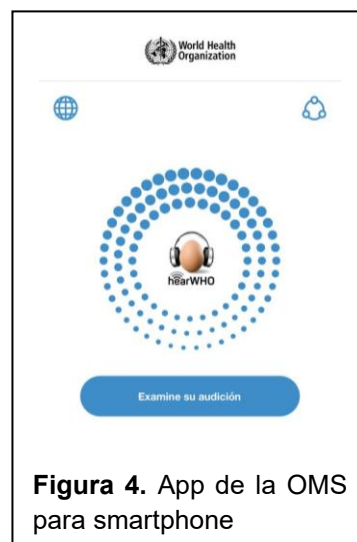 World Health
Organization
hearWHO
Examine su audición
Figura 4. App de la OMS
para smartphone